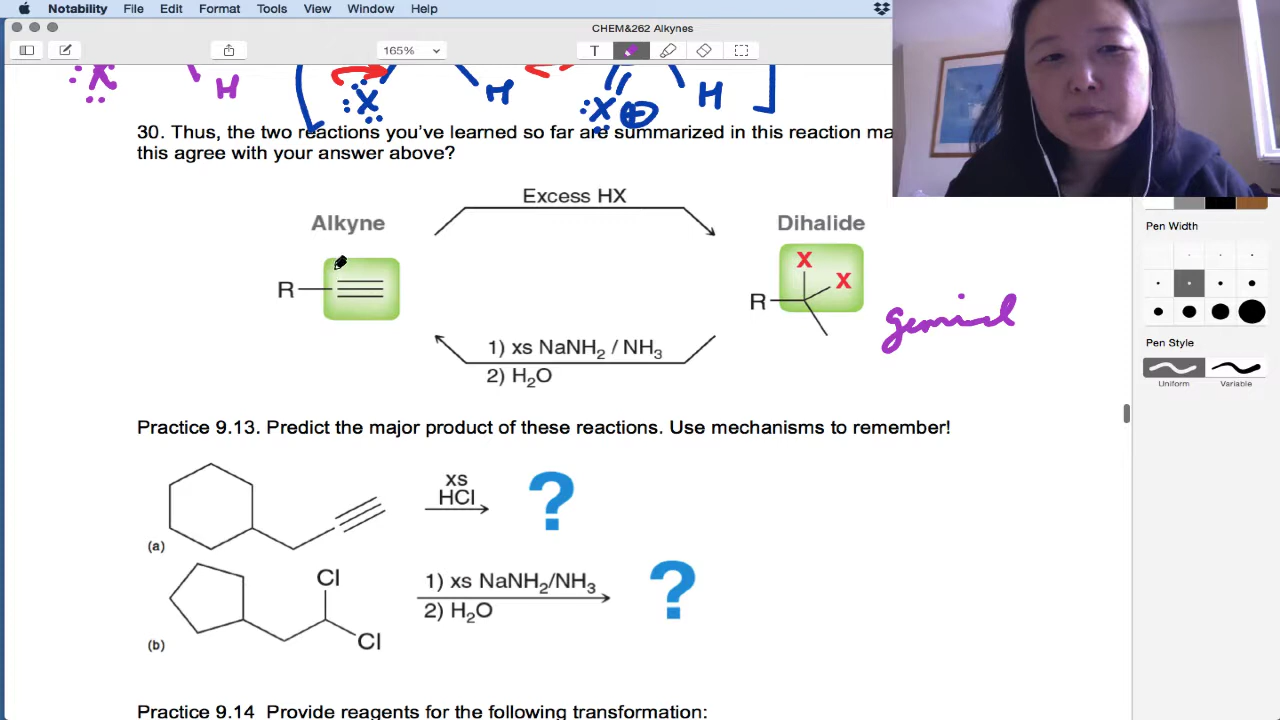 Notability File Edit Format Tools View Window Help
CHEM&262 Alkynes
165%
T
:X H :X H :X + H
30. Thus, the two reactions you've learned so far are summarized in this reaction
this agree with your answer above?
Excess HX
Alkyne
Dihalide
R
X
X
R
geminal
1) xs NaNH2 / NH3
2) H2O
Practice 9.13. Predict the major product of these reactions. Use mechanisms to remember!
xs
HCl
?
(a)
Cl
1) xs NaNH2/NH3
?
2) H2O
Cl
(b)
Practice 9.14 Provide reagents for the following transformation:
Pen Width
Pen Style
Uniform Variable